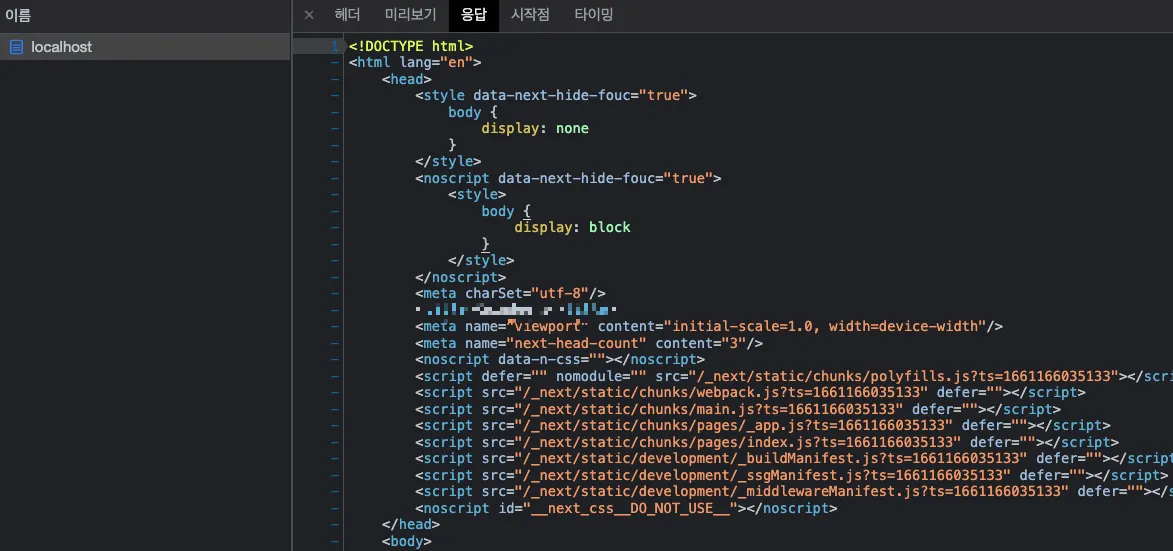 이름
× 헤더 미리보기 응답 시작점 타이밍
localhost
1 <!DOCTYPE html>
- <html lang="en">
- <head>
- <style data-next-hide-fouc="true">
- body {
- display: none
- }
- </style>
- <noscript data-next-hide-fouc="true">
- <style>
- body {
- display: block
- }
- </style>
- </noscript>
- <meta charSet="utf-8"/>
-
- <meta name="viewport" content="initial-scale=1.0, width=device-width"/>
- <meta name="next-head-count" content="3"/>
- <noscript data-n-css=""></noscript>
- <script defer="" nomodule="" src="/_next/static/chunks/polyfills.js?ts=1661166035133"></scri
- <script src="/_next/static/chunks/webpack.js?ts=1661166035133" defer=""></script>
- <script src="/_next/static/chunks/main.js?ts=1661166035133" defer=""></script>
- <script src="/_next/static/chunks/pages/_app.js?ts=1661166035133" defer=""></script>
- <script src="/_next/static/chunks/pages/index.js?ts=1661166035133" defer=""></script>
- <script src="/_next/static/development/_buildManifest.js?ts=1661166035133" defer=""></script
- <script src="/_next/static/development/_ssgManifest.js?ts=1661166035133" defer=""></script>
- <script src="/_next/static/development/_middlewareManifest.js?ts=1661166035133" defer=""></s
- <noscript id="__next_css__DO_NOT_USE__"></noscript>
- </head>
- <body>